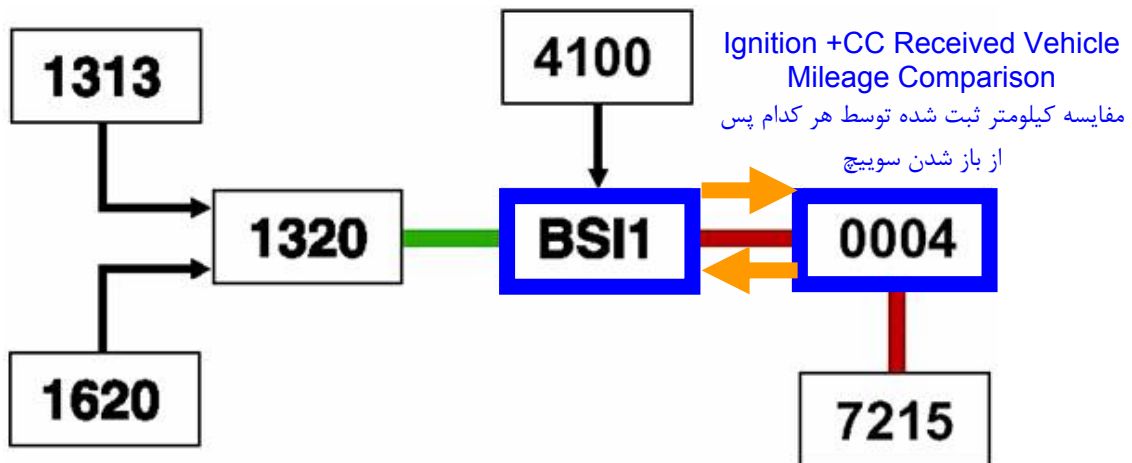 1313
4100
Ignition +CC Received Vehicle
Mileage Comparison
مفایسه کیلومتر ثبت شده توسط هر کدام پس
از باز شدن سوییچ
1320
BSI1
0004
1620
7215